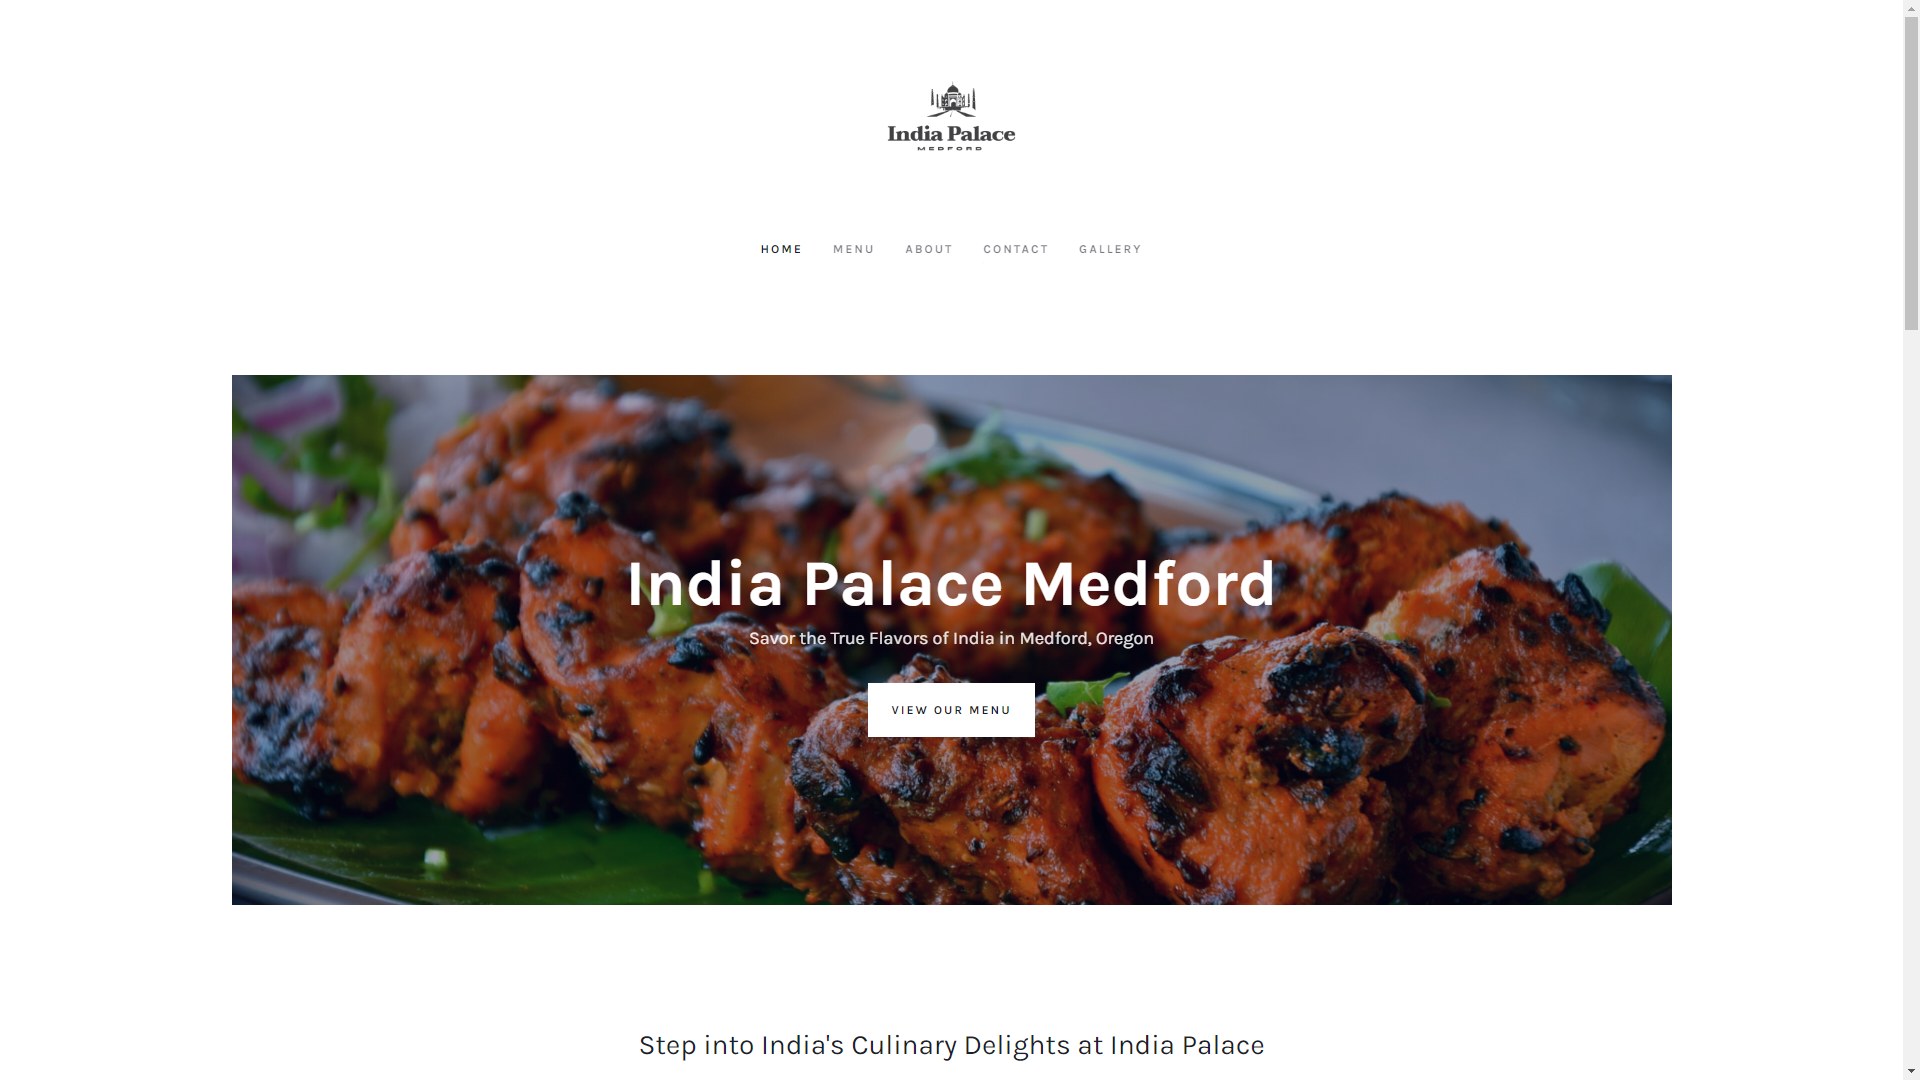 India Palace
MEDFORD
HOME MENU ABOUT CONTACT GALLERY
India Palace Medford
Savor the True Flavors of India in Medford, Oregon
VIEW OUR MENU
Step into India's Culinary Delights at India Palace